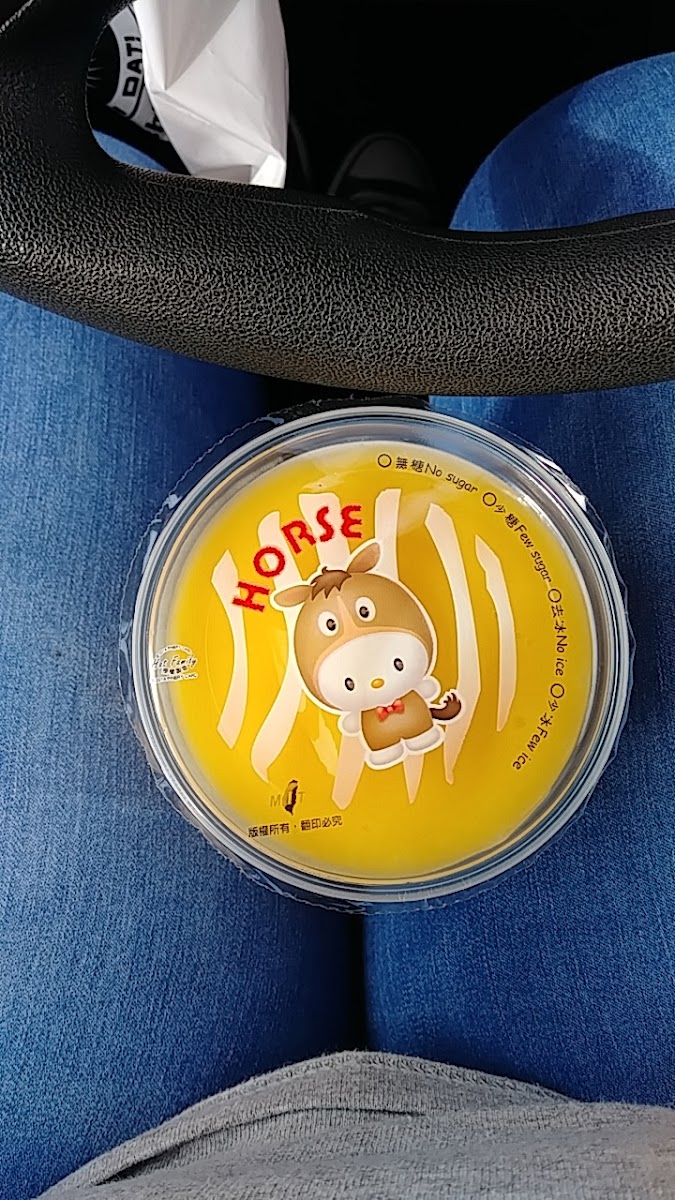 HORSE
無糖No sugar
少糖Few sugar
去冰No ice
少冰Few ice
Family
版權所有，翻印必究